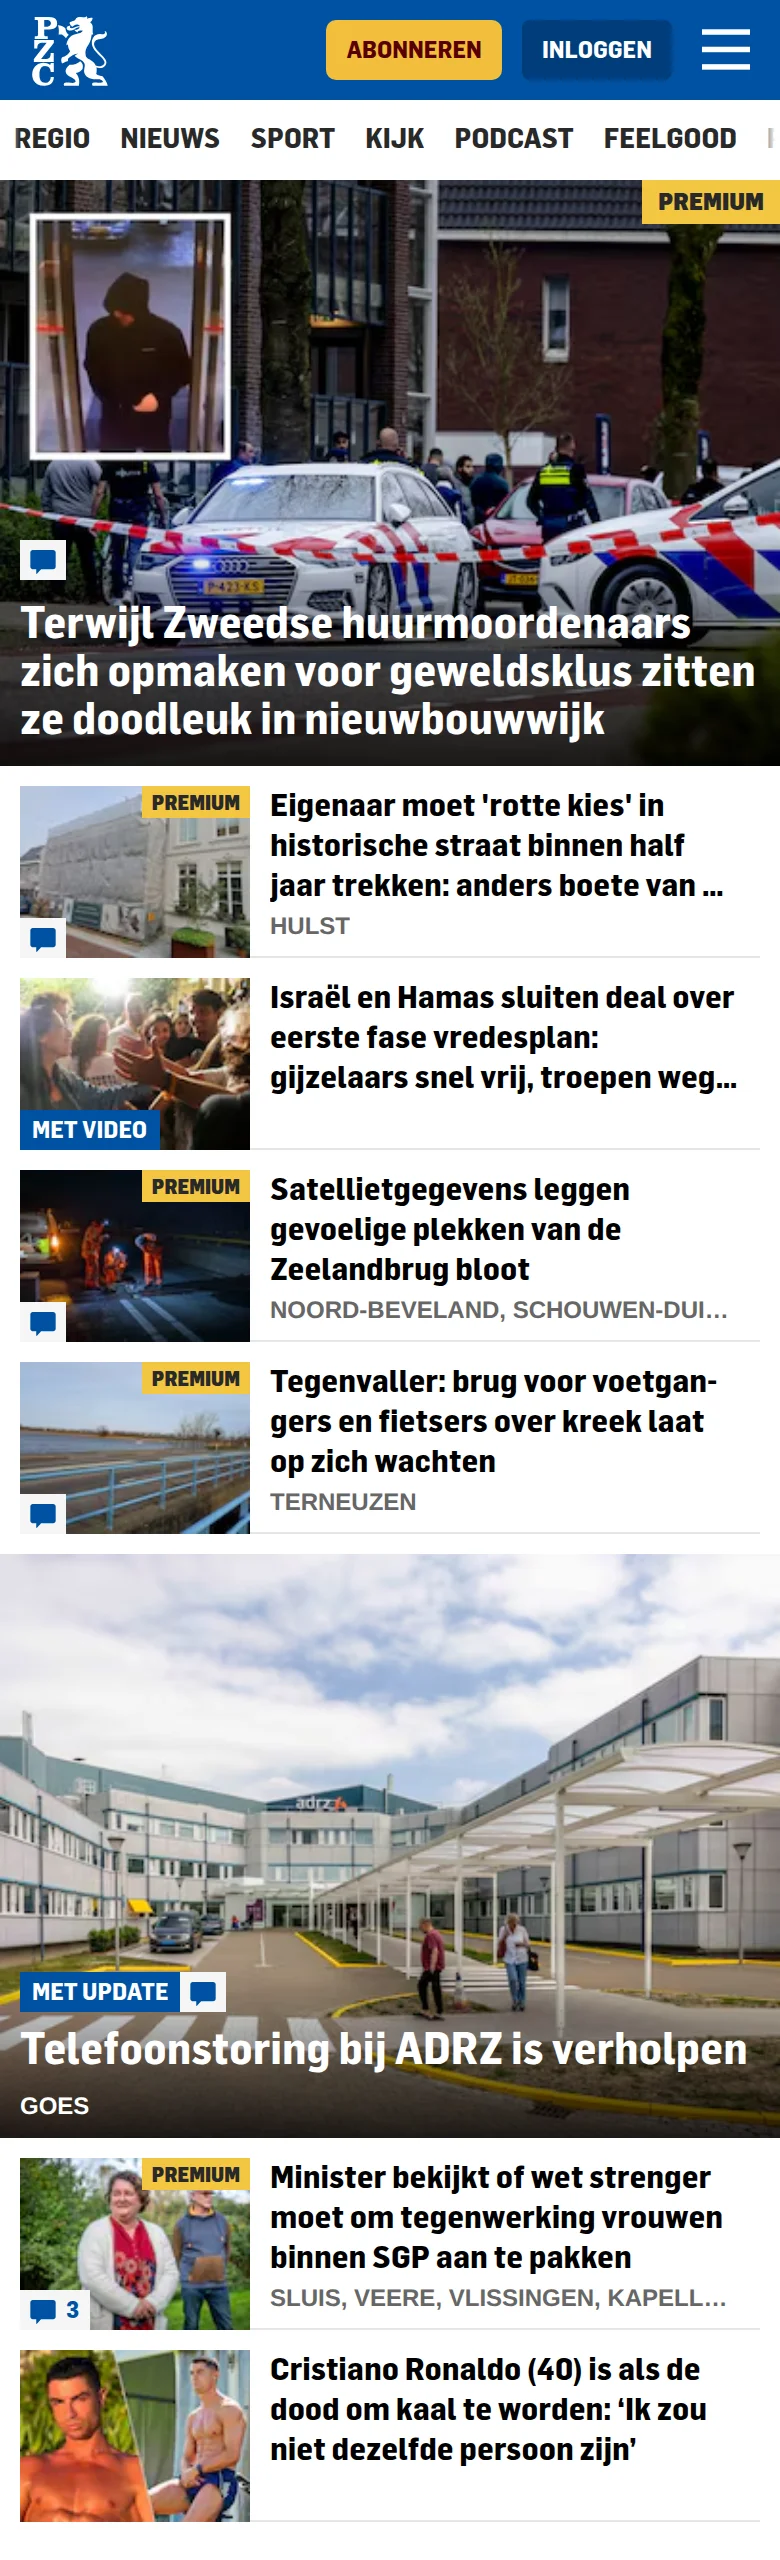 PZC
ABONNEREN
INLOGGEN
REGIO NIEUWS SPORT KIJK PODCAST FEELGOOD
PREMIUM
P-423-KS
Terwijl Zweedse huurmoordenaars
zich opmaken voor geweldsklus zitten
ze doodleuk in nieuwbouwwijk
PREMIUM
Eigenaar moet 'rotte kies' in
historische straat binnen half
jaar trekken: anders boete van ...
HULST
Israël en Hamas sluiten deal over
eerste fase vredesplan:
gijzelaars snel vrij, troepen weg...
MET VIDEO
PREMIUM
Satellietgegevens leggen
gevoelige plekken van de
Zeelandbrug bloot
NOORD-BEVELAND, SCHOUWEN-DUI...
PREMIUM
Tegenvaller: brug voor voetgan-
gers en fietsers over kreek laat
op zich wachten
TERNEUZEN
adrz
MET UPDATE
Telefoonstoring bij ADRZ is verholpen
GOES
PREMIUM
Minister bekijkt of wet strenger
moet om tegenwerking vrouwen
binnen SGP aan te pakken
SLUIS, VEERE, VLISSINGEN, KAPELL...
3
Cristiano Ronaldo (40) is als de
dood om kaal te worden: ‘Ik zou
niet dezelfde persoon zijn’